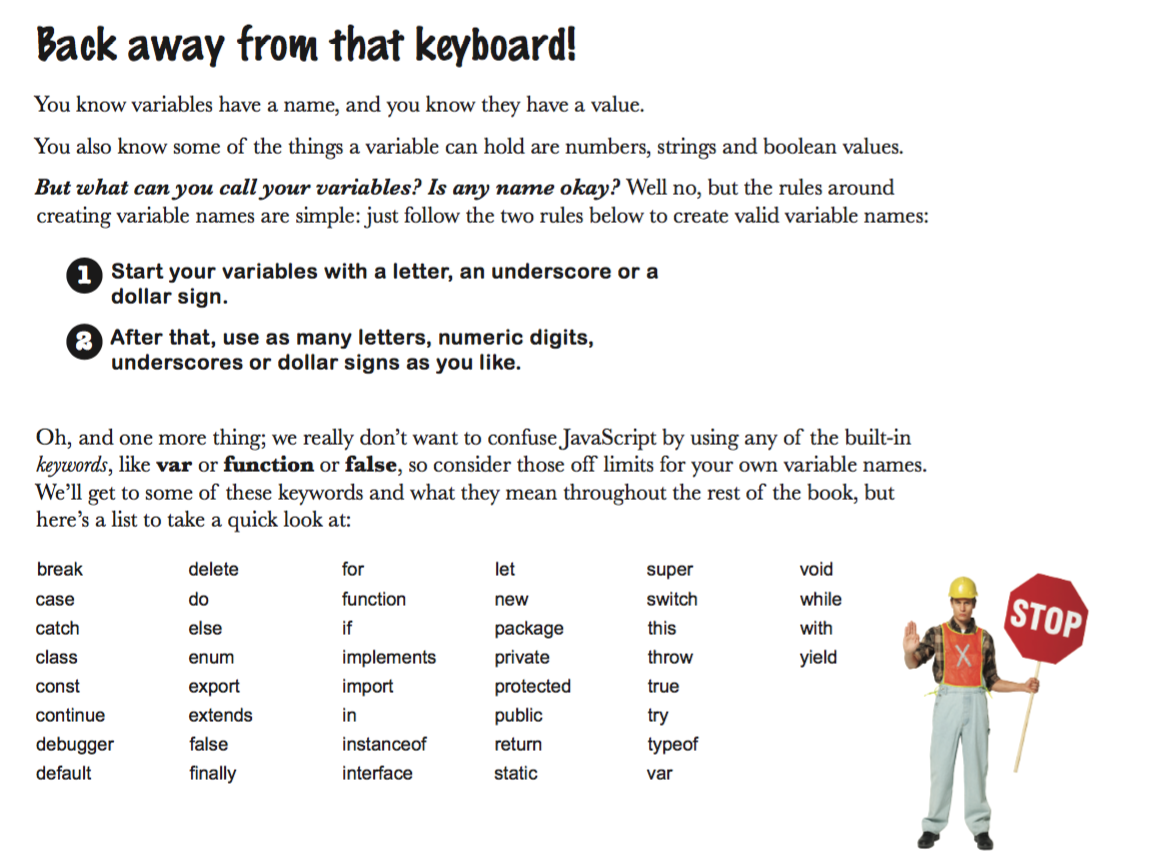 Back away from that keyboard!
You know variables have a name, and you know they have a value.
You also know some of the things a variable can hold are numbers, strings and boolean values.
But what can you call your variables? Is any name okay? Well no, but the rules around
creating variable names are simple: just follow the two rules below to create valid variable names:
1 Start your variables with a letter, an underscore or a
dollar sign.
2 After that, use as many letters, numeric digits,
underscores or dollar signs as you like.
Oh, and one more thing; we really don’t want to confuse JavaScript by using any of the built-in
keywords, like var or function or false, so consider those off limits for your own variable names.
We’ll get to some of these keywords and what they mean throughout the rest of the book, but
here’s a list to take a quick look at:
break delete for let super void
case do function new switch while
catch else if package this with
class enum implements private throw yield
const export import protected true
continue extends in public try
debugger false instanceof return typeof
default finally interface static var
STOP